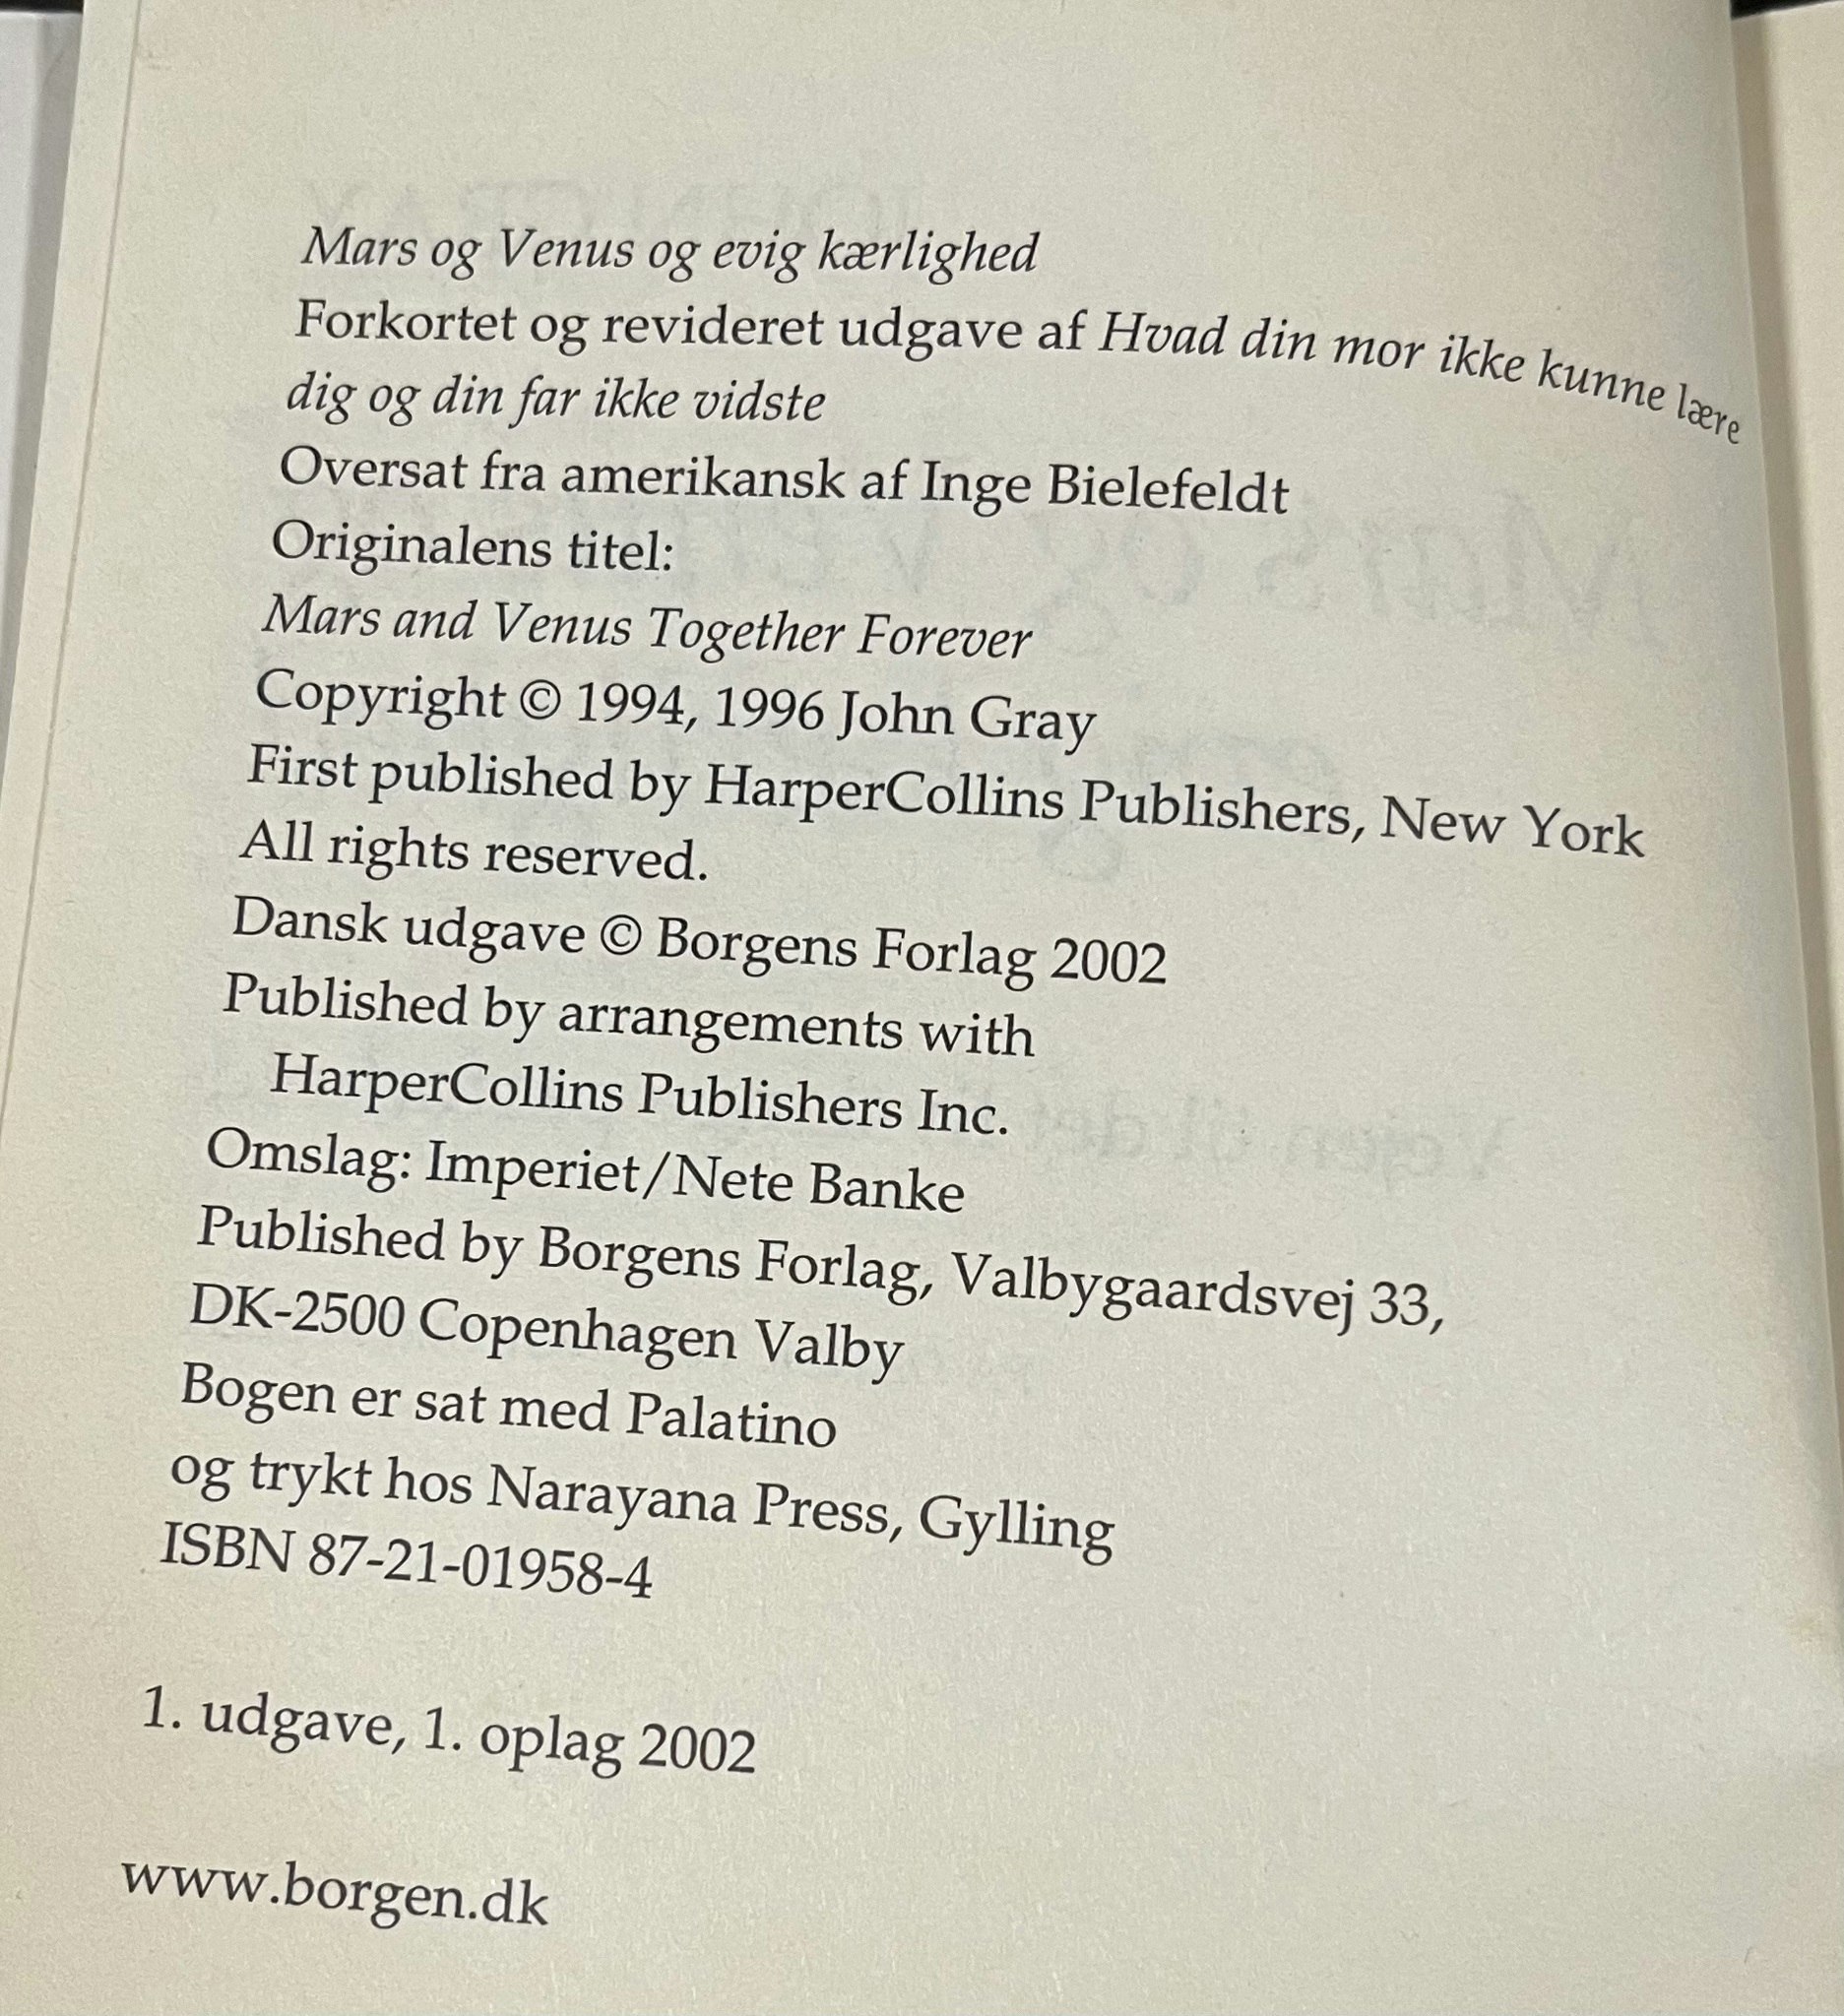 Mars og Venus og evig kærlighed
Forkortet og revideret udgave af Hvad din mor ikke kunne lære
dig og din far ikke vidste
Oversat fra amerikansk af Inge Bielefeldt
Originalens titel:
Mars and Venus Together Forever
Copyright © 1994, 1996 John Gray
First published by HarperCollins Publishers, New York
All rights reserved.
Dansk udgave © Borgens Forlag 2002
Published by arrangements with
HarperCollins Publishers Inc.
Omslag: Imperiet/Nete Banke
Published by Borgens Forlag, Valbygaardsvej 33,
DK-2500 Copenhagen Valby
Bogen er sat med Palatino
og trykt hos Narayana Press, Gylling
ISBN 87-21-01958-4
1. udgave, 1. oplag 2002
www.borgen.dk